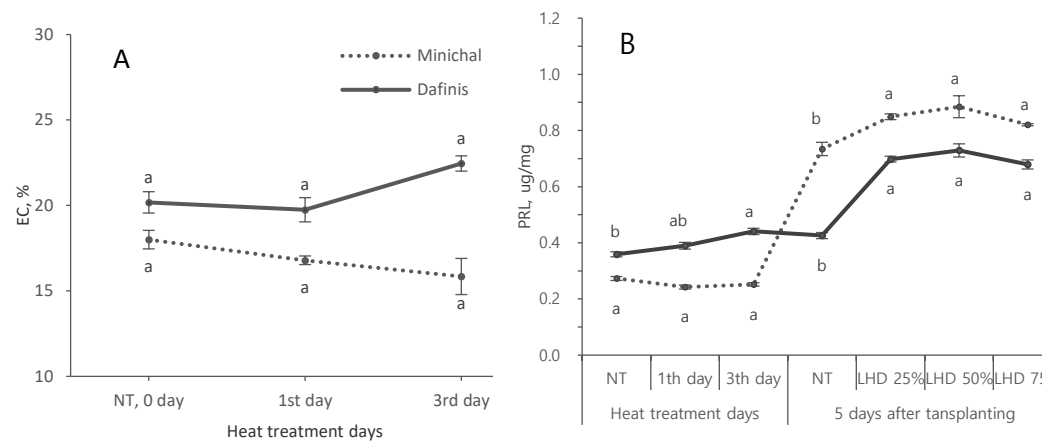 A
Minichal
Dafinis
30
25
20
15
10
EC, %
a
a
a
a
a
a
NT, 0 day
1st day
3rd day
Heat treatment days
B
1.2
1.0
0.8
0.6
0.4
0.2
0.0
PRL, ug/mg
b
ab
a
b
a
a
a
a
a
a
b
a
a
a
NT
1th day
3th day
NT
LHD 25%
LHD 50%
LHD 75
Heat treatment days
5 days after tansplanting